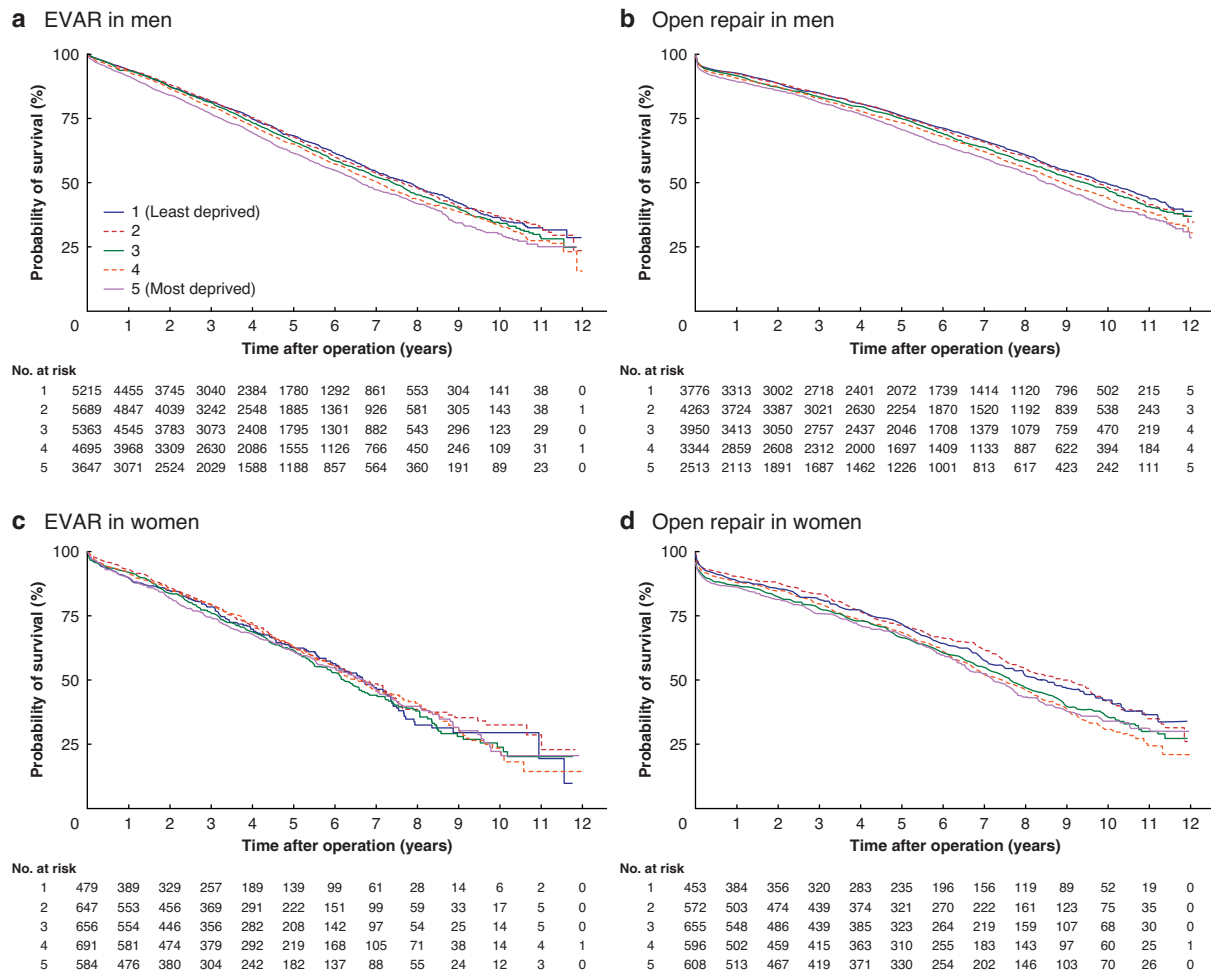 a EVAR in men
100
75
50
25
0
Probability of survival (%)
1 (Least deprived)
2
3
4
5 (Most deprived)
1 2 3 4 5 6 7 8 9 10 11 12
Time after operation (years)
No. at risk
1 5215 4455 3745 3040 2384 1780 1292 861 553 304 141 38 0
2 5689 4847 4039 3242 2548 1885 1361 926 581 305 143 38 1
3 5363 4545 3783 3073 2408 1795 1301 882 543 296 123 29 0
4 4695 3968 3309 2630 2086 1555 1126 766 450 246 109 31 1
5 3647 3071 2524 2029 1588 1188 857 564 360 191 89 23 0
b Open repair in men
100
75
50
25
0
Probability of survival (%)
1 2 3 4 5 6 7 8 9 10 11 12
Time after operation (years)
No. at risk
1 3776 3313 3002 2718 2401 2072 1739 1414 1120 796 502 215 5
2 4263 3724 3387 3021 2630 2254 1870 1520 1192 839 538 243 3
3 3950 3413 3050 2757 2437 2046 1708 1379 1079 759 470 219 4
4 3344 2859 2608 2312 2000 1697 1409 1133 887 622 394 184 4
5 2513 2113 1891 1687 1462 1226 1001 813 617 423 242 111 5
c EVAR in women
100
75
50
25
0
Probability of survival (%)
1 2 3 4 5 6 7 8 9 10 11 12
Time after operation (years)
No. at risk
1 479 389 329 257 189 139 99 61 28 14 6 2 0
2 647 553 456 369 291 222 151 99 59 33 17 5 0
3 656 554 446 356 282 208 142 97 54 25 14 5 0
4 691 581 474 379 292 219 168 105 71 38 14 4 1
5 584 476 380 304 242 182 137 88 55 24 12 3 0
d Open repair in women
100
75
50
25
0
Probability of survival (%)
1 2 3 4 5 6 7 8 9 10 11 12
Time after operation (years)
No. at risk
1 453 384 356 320 283 235 196 156 119 89 52 19 0
2 572 503 474 439 374 321 270 222 161 123 75 35 0
3 655 548 486 439 385 323 264 219 159 107 68 30 0
4 596 502 459 415 363 310 255 183 143 97 60 25 1
5 608 513 467 419 371 330 254 202 146 103 70 26 0